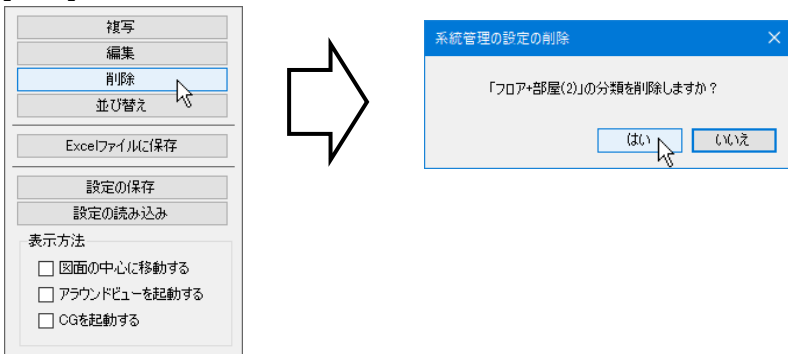 複写
編集
削除
並び替え
Excelファイルに保存
設定の保存
設定の読み込み
表示方法
図面の中心に移動する
アラウンドビューを起動する
CGを起動する
系統管理の設定の削除
「フロア+部屋(2)」の分類を削除しますか？
はい
いいえ